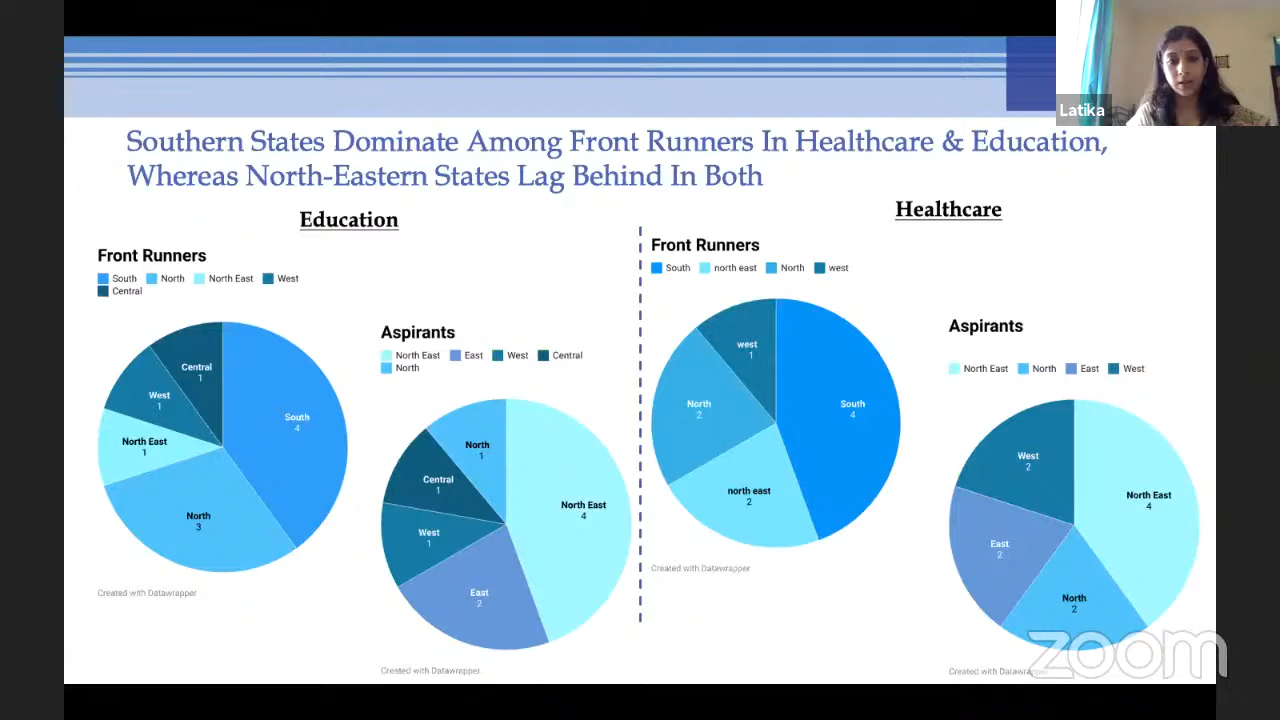 Latika
Southern States Dominate Among Front Runners In Healthcare & Education,
Whereas North-Eastern States Lag Behind In Both
Education
Front Runners
South North North East West
Central
Central
1
West
1
North East
1
South
4
North
3
Created with Datawrapper
Aspirants
North East East West Central
North
North
1
Central
1
North East
4
West
1
East
2
Created with Datawrapper
Healthcare
Front Runners
South north east North west
west
1
North
2
South
4
north east
2
Created with Datawrapper
Aspirants
North East North East West
West
2
North East
4
East
2
North
2
Created with Datawrapper
zoom